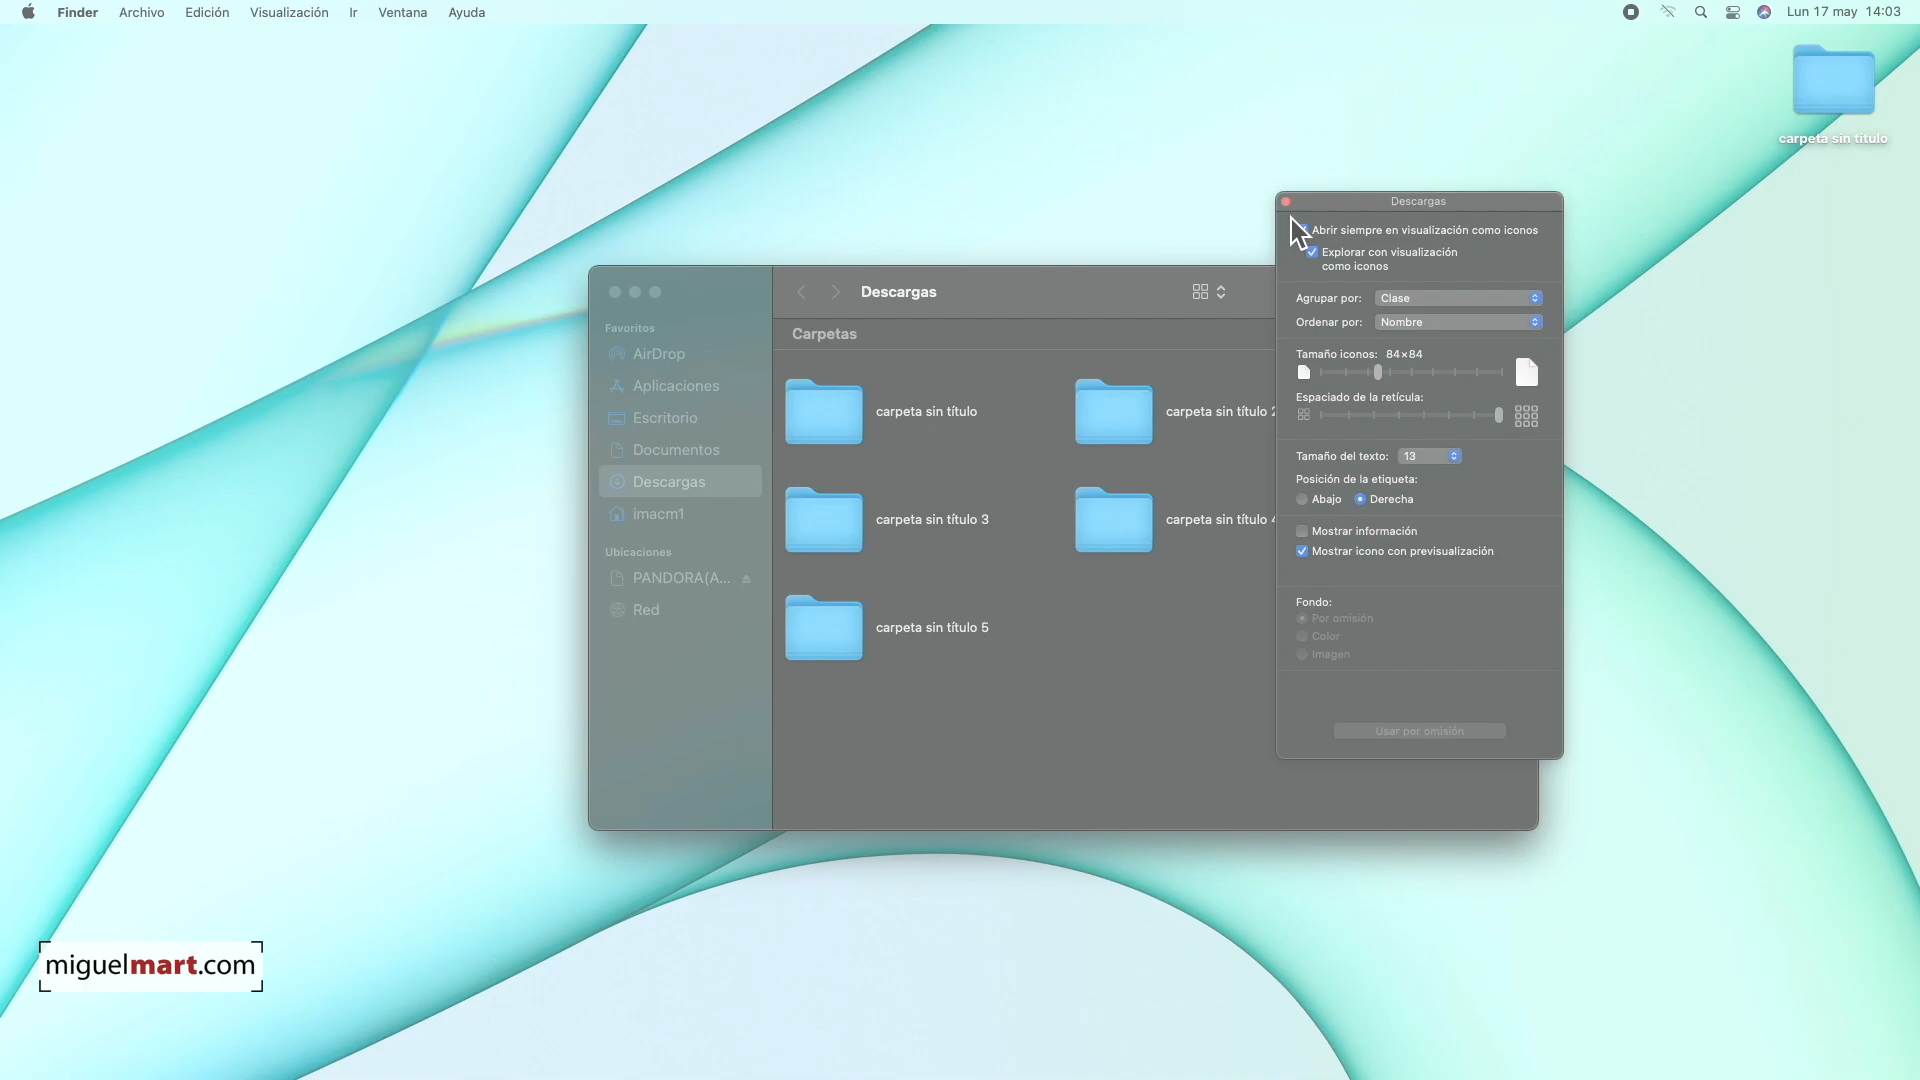 Finder Archivo Edición Visualización Ir Ventana Ayuda
Lun 17 may 14:03
carpeta sin título
Descargas
Abrir siempre en visualización como iconos
Explorar con visualización
como iconos
Agrupar por: Clase
Ordenar por: Nombre
Tamaño iconos: 84×84
Espaciado de la retícula:
Tamaño del texto: 13
Posición de la etiqueta:
Abajo Derecha
Mostrar información
Mostrar icono con previsualización
Fondo:
Por omisión
Color
Imagen
Usar por omisión
Descargas
Favoritos
AirDrop
Aplicaciones
Escritorio
Documentos
Descargas
imacm1
Ubicaciones
PANDORA(A...
Red
Carpetas
carpeta sin título
carpeta sin título 2
carpeta sin título 3
carpeta sin título 4
carpeta sin título 5
miguelmart.com